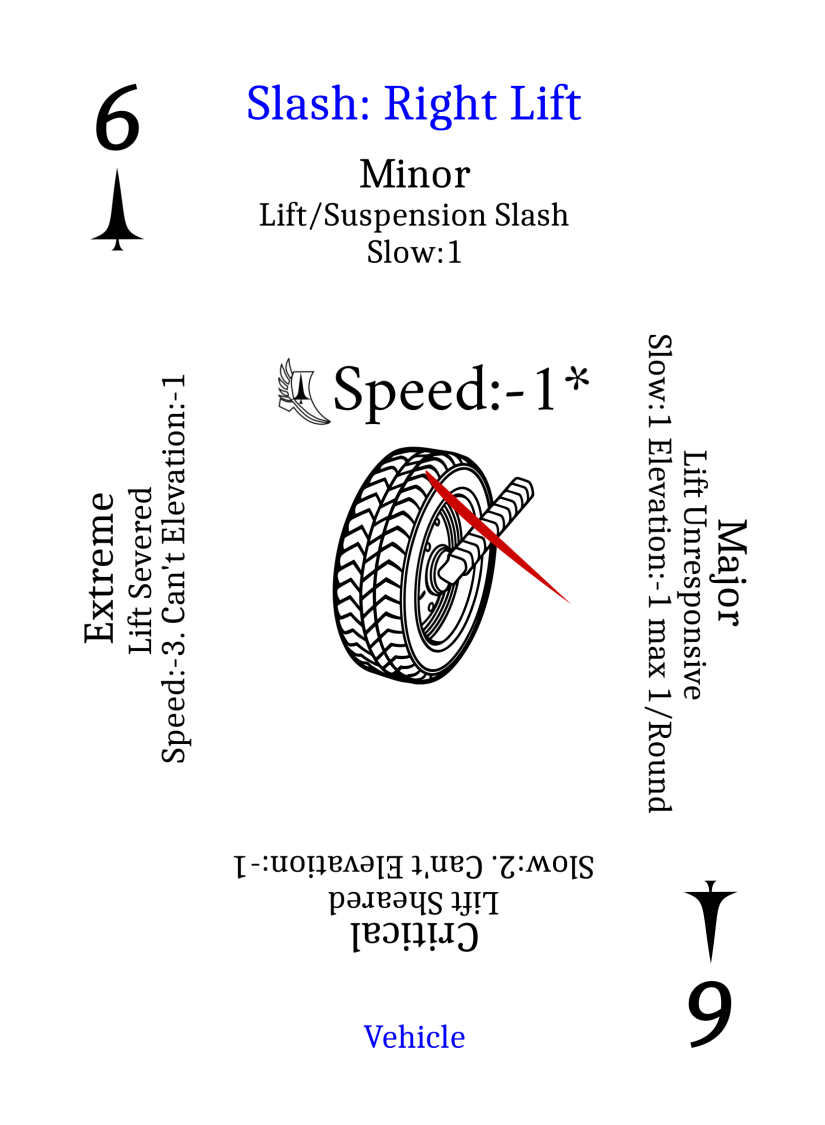 6
Slash: Right Lift
Minor
Lift/Suspension Slash
Slow:1
Speed:-1*
Major
Lift Unresponsive
Slow:1 Elevation:-1 max 1/Round
Extreme
Lift Severed
Speed:-3. Can't Elevation:-1
Critical
Lift Sheared
Slow:2. Can't Elevation:-1
Vehicle
6